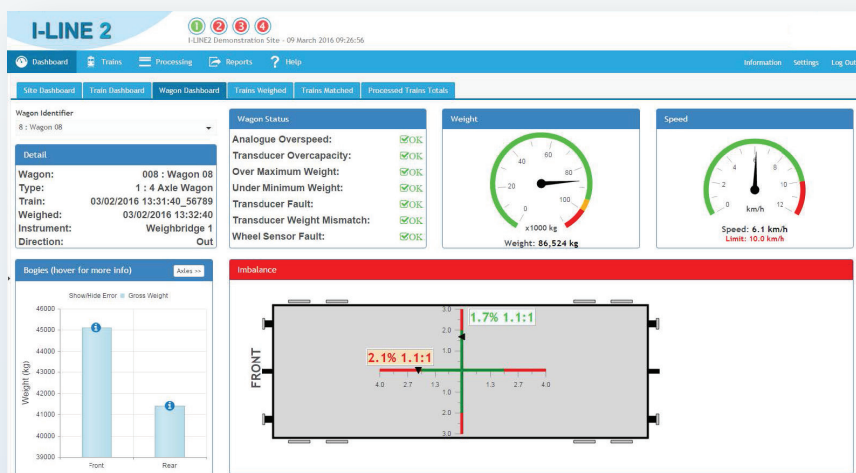 I-LINE 2
1 2 3 4
I-LINE2 Demonstration Site - 09 March 2016 09:26:56
Dashboard Trains Processing Reports ? Help Information Settings Log Out
Site Dashboard Train Dashboard Wagon Dashboard Trains Weighed Trains Matched Processed Trains Totals
Wagon Identifier
8 : Wagon 08
Detail
Wagon: 008 : Wagon 08
Type: 1 : 4 Axle Wagon
Train: 03/02/2016 13:31:40_56789
Weighed: 03/02/2016 13:32:40
Instrument: Weighbridge 1
Direction: Out
Wagon Status
Analogue Overspeed: OK
Transducer Overcapacity: OK
Over Maximum Weight: OK
Under Minimum Weight: OK
Transducer Fault: OK
Transducer Weight Mismatch: OK
Wheel Sensor Fault: OK
Weight
0 20 40 60 80 100
x1000 kg
Weight: 86,524 kg
Speed
0 2 4 6 8 10 12
km/h
Speed: 6.1 km/h
Limit: 10.0 km/h
Bogies (hover for more info) Axles >>
Show/Hide Error Gross Weight
Weight (kg)
46000
45000
44000
43000
42000
41000
40000
39000
Front Rear
Imbalance
FRONT
3.0
1.7% 1.1:1
2.0
2.1% 1.1:1
1.0
4.0 2.7 1.3 1.3 2.7 4.0
1.0
2.0
3.0